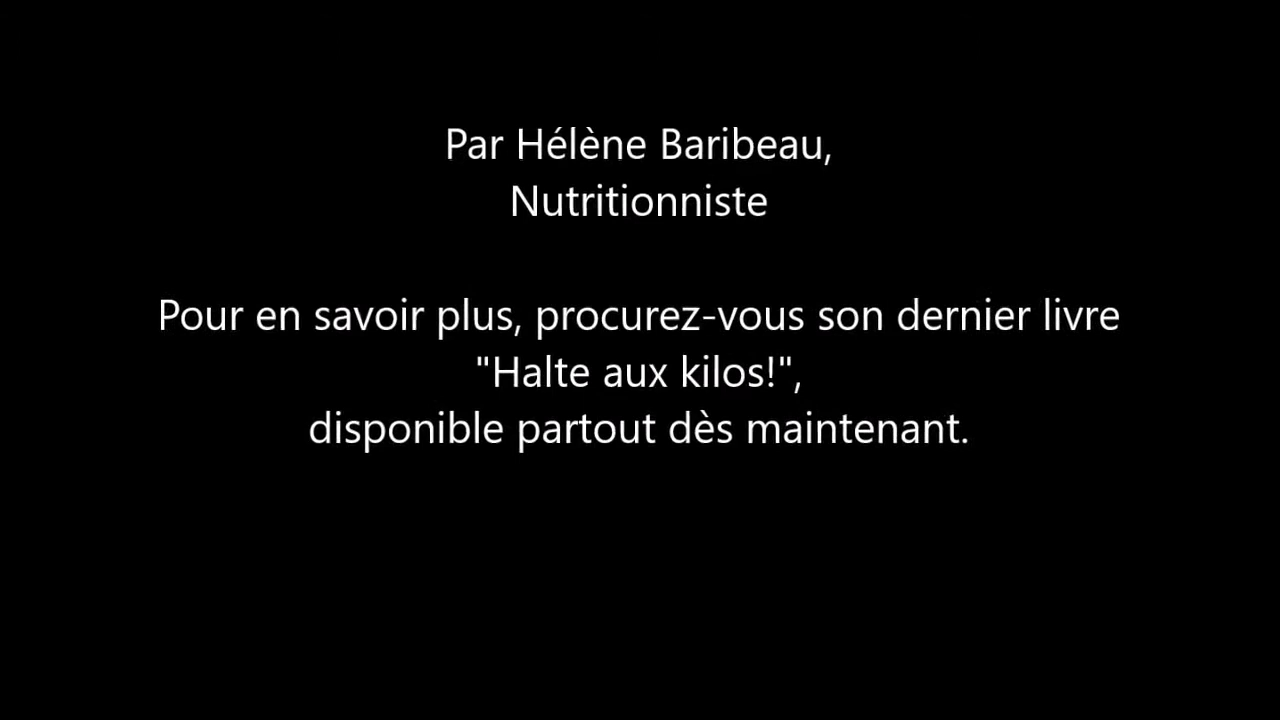 Par Hélène Baribeau,
Nutritionniste
Pour en savoir plus, procurez-vous son dernier livre
"Halte aux kilos!",
disponible partout dès maintenant.